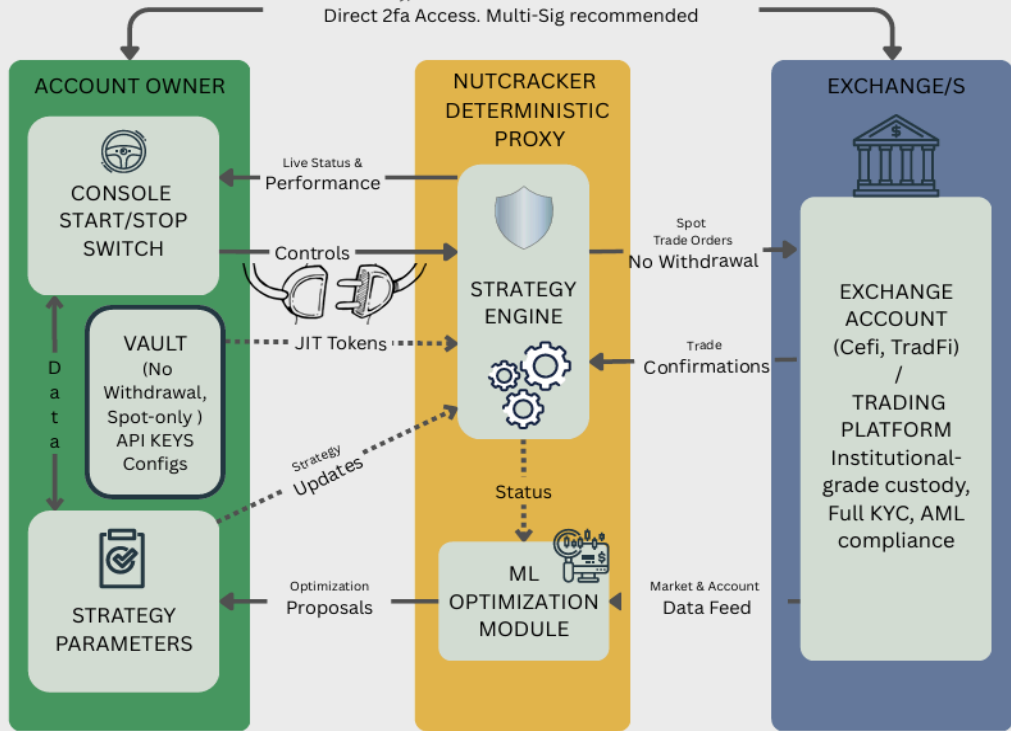 Direct 2fa Access. Multi-Sig recommended
ACCOUNT OWNER
CONSOLE
START/STOP
SWITCH
D
a
t
a
VAULT
(No
Withdrawal,
Spot-only )
API KEYS
Configs
STRATEGY
PARAMETERS
Live Status &
Performance
Controls
JIT Tokens
Strategy
Updates
Optimization
Proposals
NUTCRACKER
DETERMINISTIC
PROXY
STRATEGY
ENGINE
Status
ML
OPTIMIZATION
MODULE
Spot
Trade Orders
No Withdrawal
Trade
Confirmations
Market & Account
Data Feed
EXCHANGE/S
$
EXCHANGE
ACCOUNT
(Cefi, TradFi)
/
TRADING
PLATFORM
Institutional-
grade custody,
Full KYC, AML
compliance